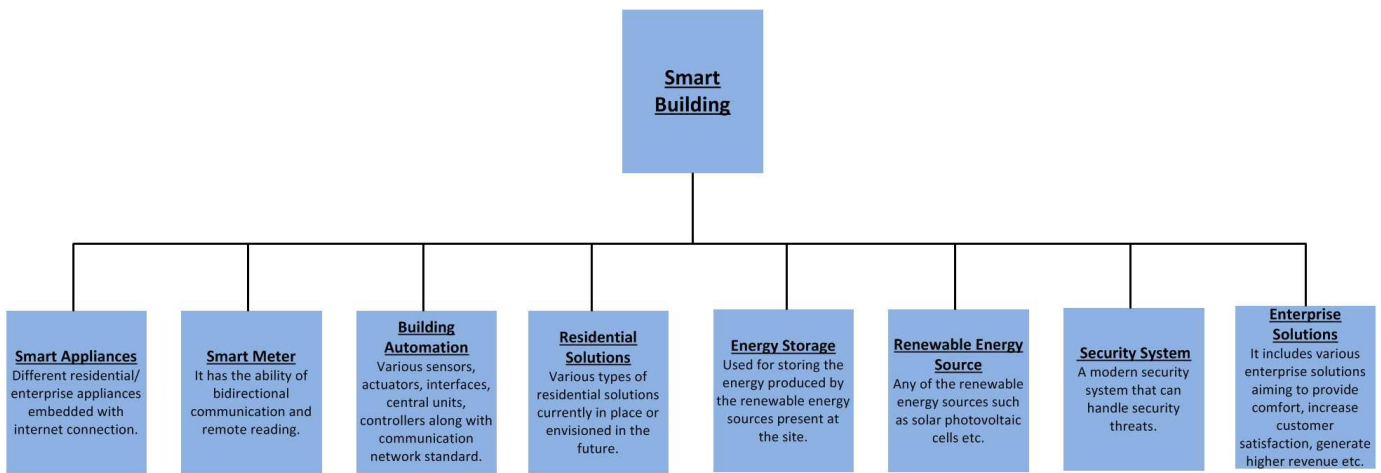 Smart
Building
Smart Appliances
Different residential/
enterprise appliances
embedded with
internet connection.
Smart Meter
It has the ability of
bidirectional
communication and
remote reading.
Building
Automation
Various sensors,
actuators, interfaces,
central units,
controllers along with
communication
network standard.
Residential
Solutions
Various types of
residential solutions
currently in place or
envisioned in the
future.
Energy Storage
Used for storing the
energy produced by
the renewable energy
sources present at
the site.
Renewable Energy
Source
Any of the renewable
energy sources such
as solar photovoltaic
cells etc.
Security System
A modern security
system that can
handle security
threats.
Enterprise
Solutions
It includes various
enterprise solutions
aiming to provide
comfort, increase
customer
satisfaction, generate
higher revenue etc.